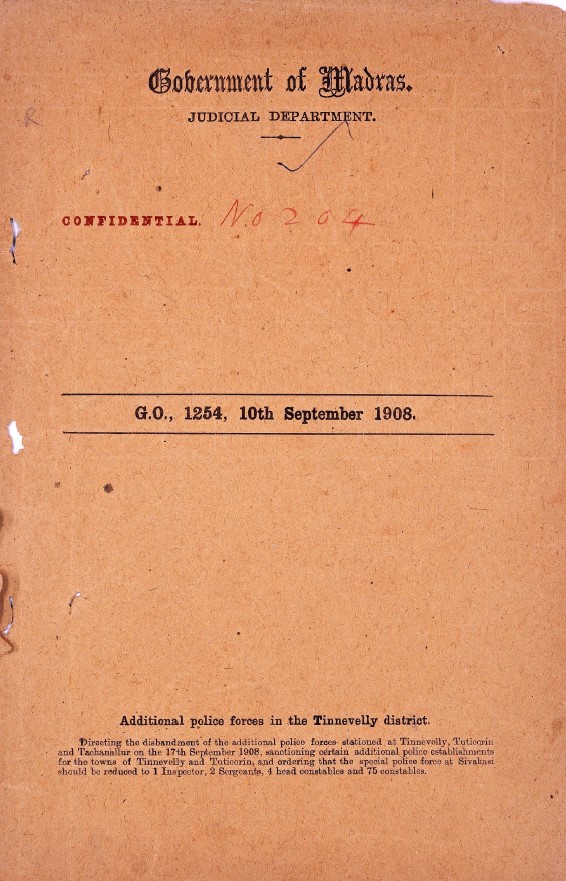 Government of Madras.
JUDICIAL DEPARTMENT.
R
CONFIDENTIAL. No 204
G.O., 1254, 10th September 1908.
Additional police forces in the Tinnevelly district.
Directing the disbandment of the additional police forces stationed at Tinnevelly, Tuticorin
and Tachanallur on the 17th September 1908, sanctioning certain additional police establishments
for the towns of Tinnevelly and Tuticorin, and ordering that the special police force at Sivakasi
should be reduced to 1 Inspector, 2 Sergeants, 4 head constables and 75 constables.